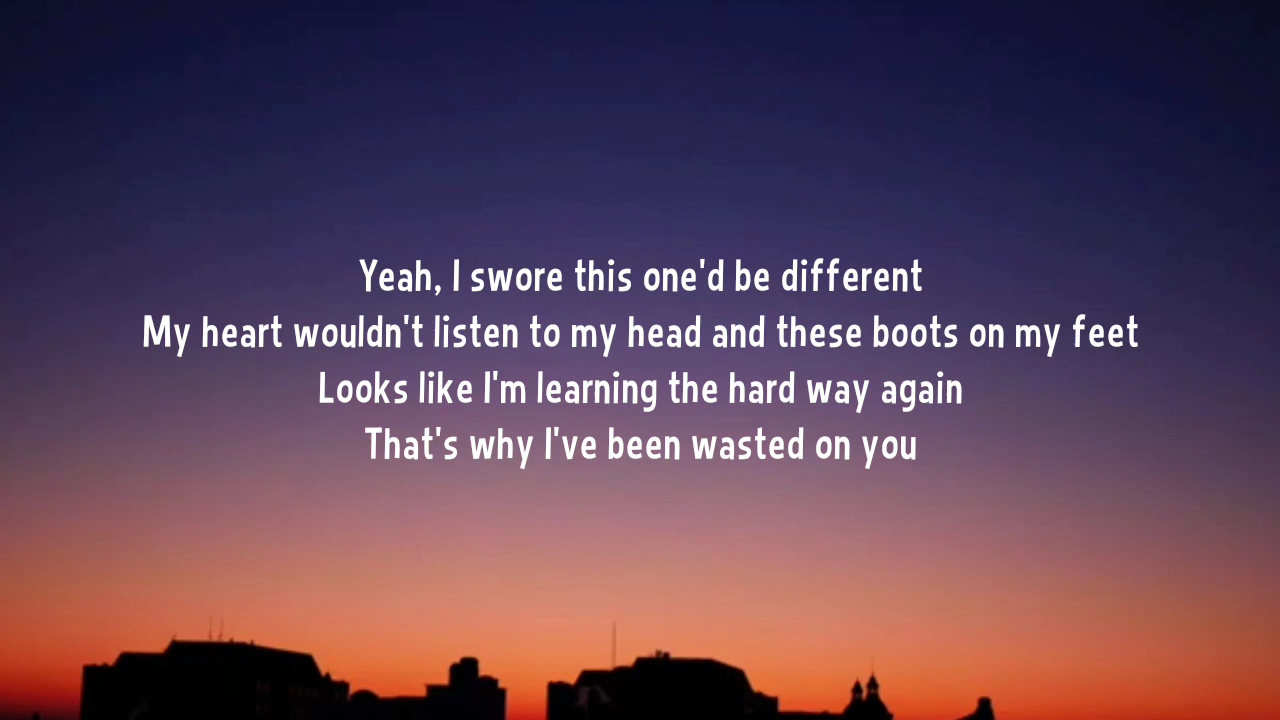 Yeah, I swore this one'd be different
My heart wouldn't listen to my head and these boots on my feet
Looks like I'm learning the hard way again
That's why I've been wasted on you